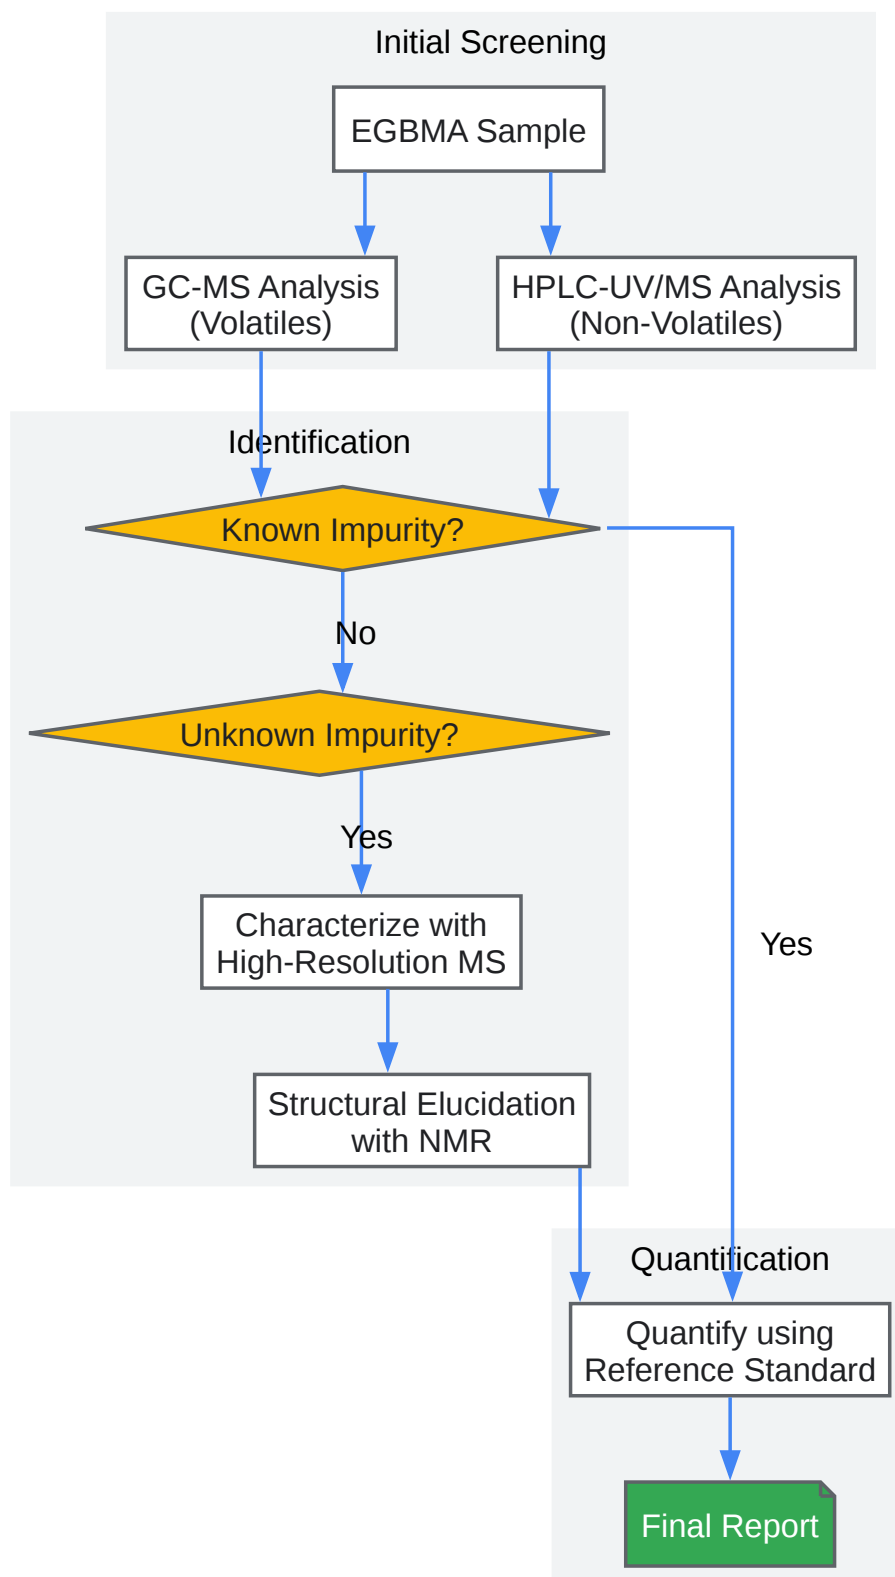 Initial Screening
EGBMA Sample
GC-MS Analysis
(Volatiles)
HPLC-UV/MS Analysis
(Non-Volatiles)
Identification
Known Impurity?
No
Unknown Impurity?
Yes
Characterize with
High-Resolution MS
Yes
Structural Elucidation
with NMR
Quantification
Quantify using
Reference Standard
Final Report